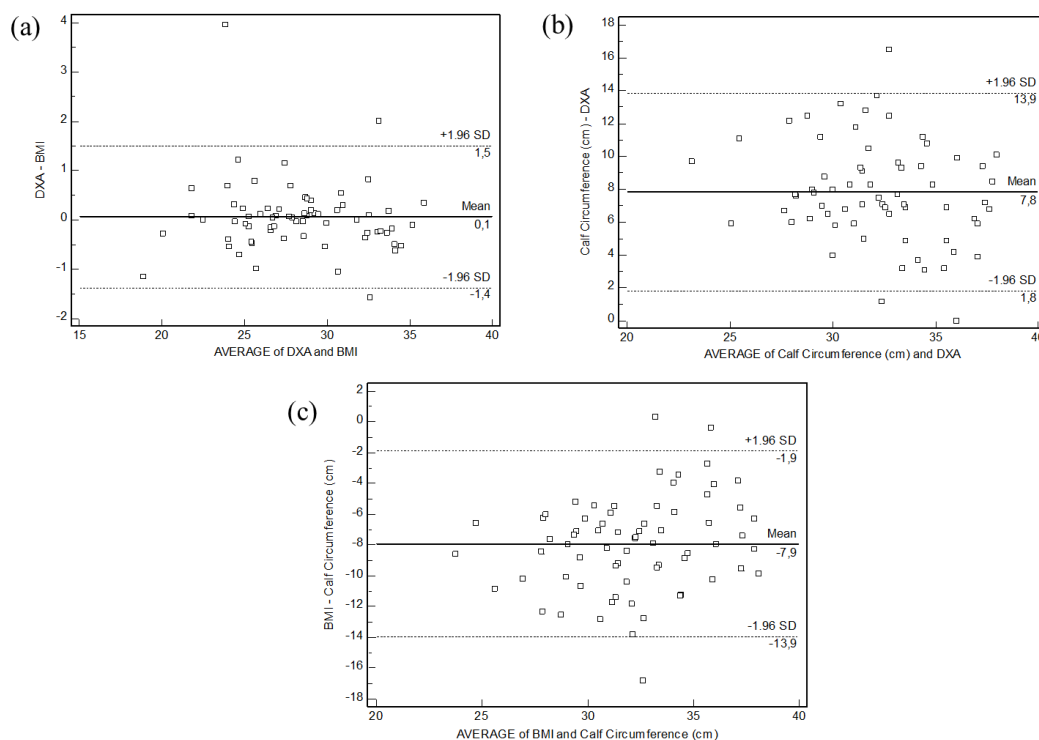 (a)
4
3
2
1
0
-1
-2
DXA - BMI
+1.96 SD
1,5
Mean
0,1
-1.96 SD
-1,4
15 20 25 30 35 40
AVERAGE of DXA and BMI
(b)
18
16
14
12
10
8
6
4
2
0
Calf Circumference (cm) - DXA
+1.96 SD
13,9
Mean
7,8
-1.96 SD
1,8
20 25 30 35 40
AVERAGE of Calf Circumference (cm) and DXA
(c)
2
0
-2
-4
-6
-8
-10
-12
-14
-16
-18
BMI - Calf Circumference (cm)
+1.96 SD
-1,9
Mean
-7,9
-1.96 SD
-13,9
20 25 30 35 40
AVERAGE of BMI and Calf Circumference (cm)